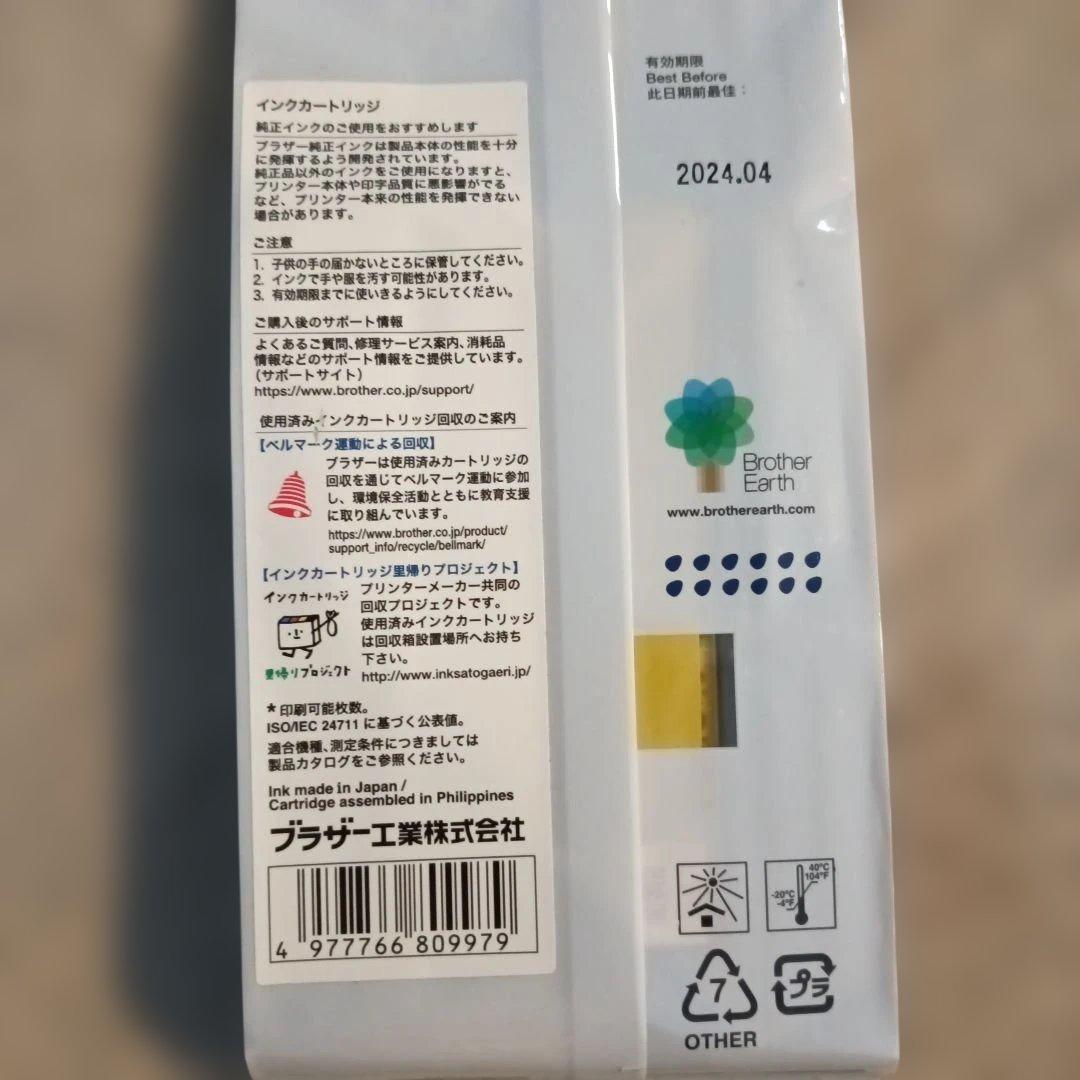 インクカートリッジ
純正インクのご使用をおすすめします
ブラザー純正インクは製品本体の性能を十分
に発揮するよう開発されています。
純正品以外のインクをご使用になりますと、
プリンター本体や印字品質に悪影響がでる
など、プリンター本来の性能を発揮できない
場合があります。
ご注意
1. 子供の手の届かないところに保管してください。
2. インクで手や服を汚す可能性があります。
3. 有効期限までに使いきるようにしてください。
ご購入後のサポート情報
よくあるご質問、修理サービス案内、消耗品
情報などのサポート情報をご提供しています。
（サポートサイト）
https://www.brother.co.jp/support/
使用済みインクカートリッジ回収のご案内
【ベルマーク運動による回収】
ブラザーは使用済みカートリッジの
回収を通じてベルマーク運動に参加
し、環境保全活動とともに教育支援
に取り組んでいます。
https://www.brother.co.jp/product/
support_info/recycle/bellmark/
【インクカートリッジ里帰りプロジェクト】
インクカートリッジ
里帰りプロジェクト
プリンターメーカー共同の
回収プロジェクトです。
使用済みインクカートリッジ
は回収箱設置場所へお持ち
下さい。
http://www.inksatogaeri.jp/
* 印刷可能枚数。
ISO/IEC 24711 に基づく公表値。
適合機種、測定条件につきましては
製品カタログをご参照ください。
Ink made in Japan /
Cartridge assembled in Philippines
ブラザー工業株式会社
4 977766 809979
有効期限
Best Before
此日期前最佳：
2024.04
Brother
Earth
www.brotherearth.com
40°C
104°F
-20°C
-4°F
7
OTHER
プラ